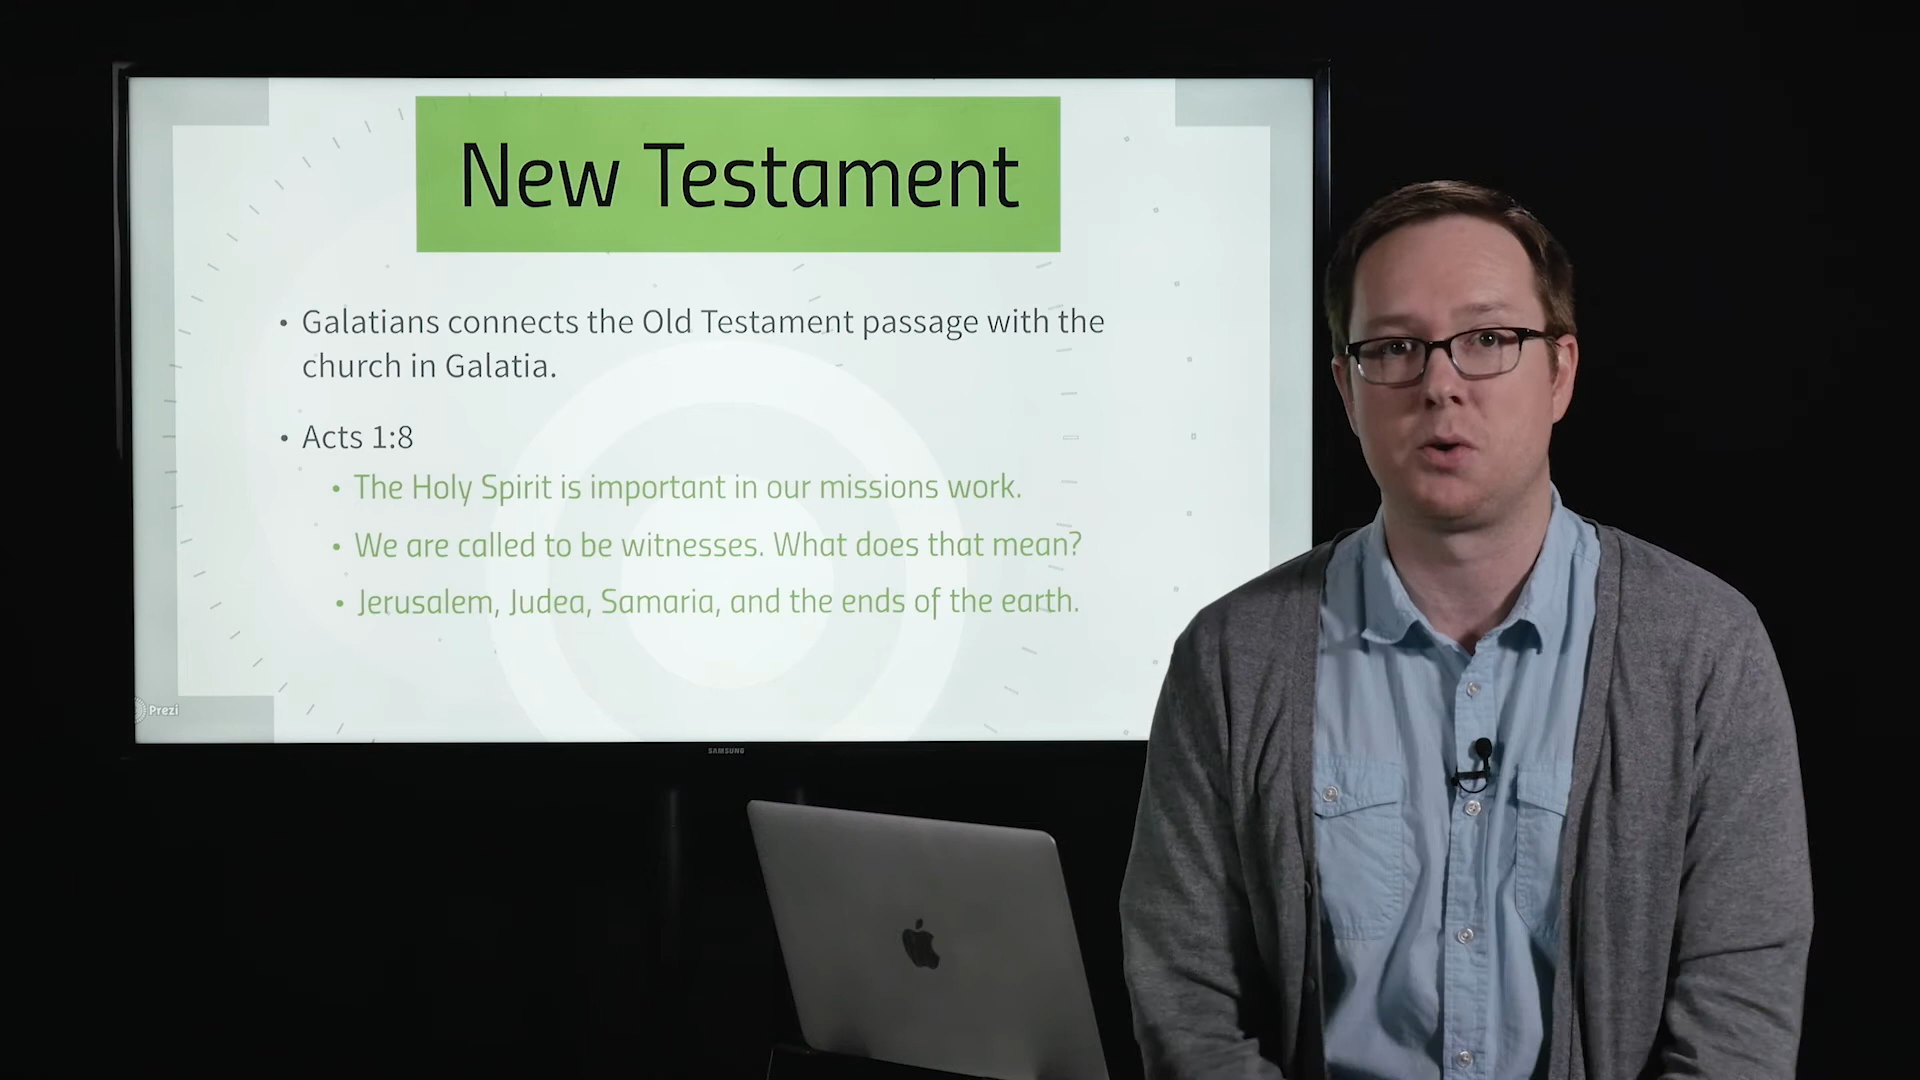 New Testament
• Galatians connects the Old Testament passage with the
church in Galatia.
• Acts 1:8
• The Holy Spirit is important in our missions work.
• We are called to be witnesses. What does that mean?
• Jerusalem, Judea, Samaria, and the ends of the earth.
Prezi
SAMSUNG